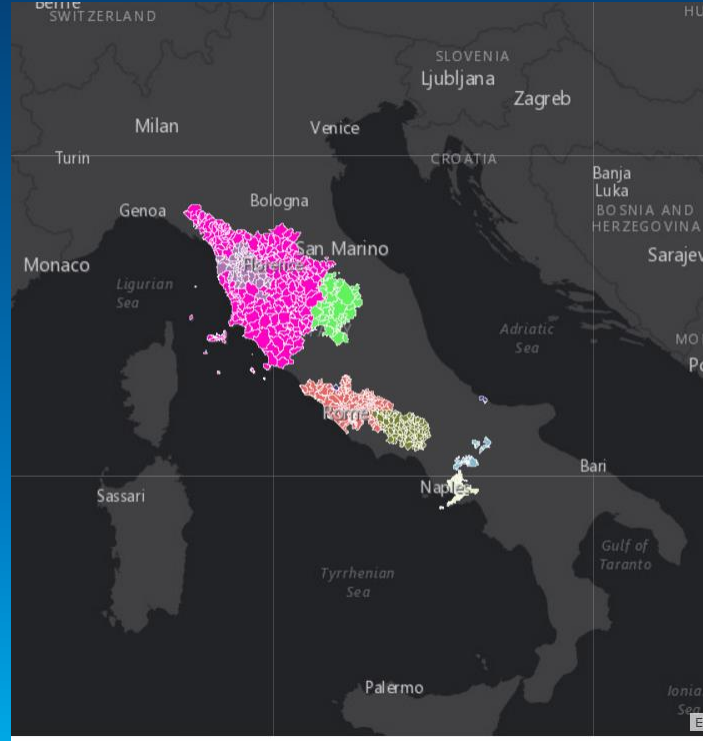 SWITZERLAND
HU
SLOVENIA
Ljubljana
Zagreb
Milan
Venice
Turin
CROATIA
Banja
Luka
Genoa
Bologna
BOSNIA AND
HERZEGOVINA
San Marino
Sarajev
Monaco
Florence
Ligurian
Sea
Adriatic
Sea
MO
Po
Rome
Bari
Naples
Sassari
Gulf of
Taranto
Tyrrhenian
Sea
Palermo
Ionia
Sea
E